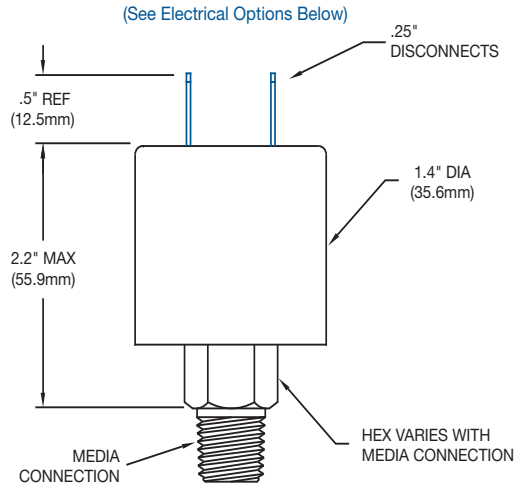 (See Electrical Options Below)
.25"
DISCONNECTS
.5" REF
(12.5mm)
1.4" DIA
(35.6mm)
2.2" MAX
(55.9mm)
HEX VARIES WITH
MEDIA CONNECTION
MEDIA
CONNECTION